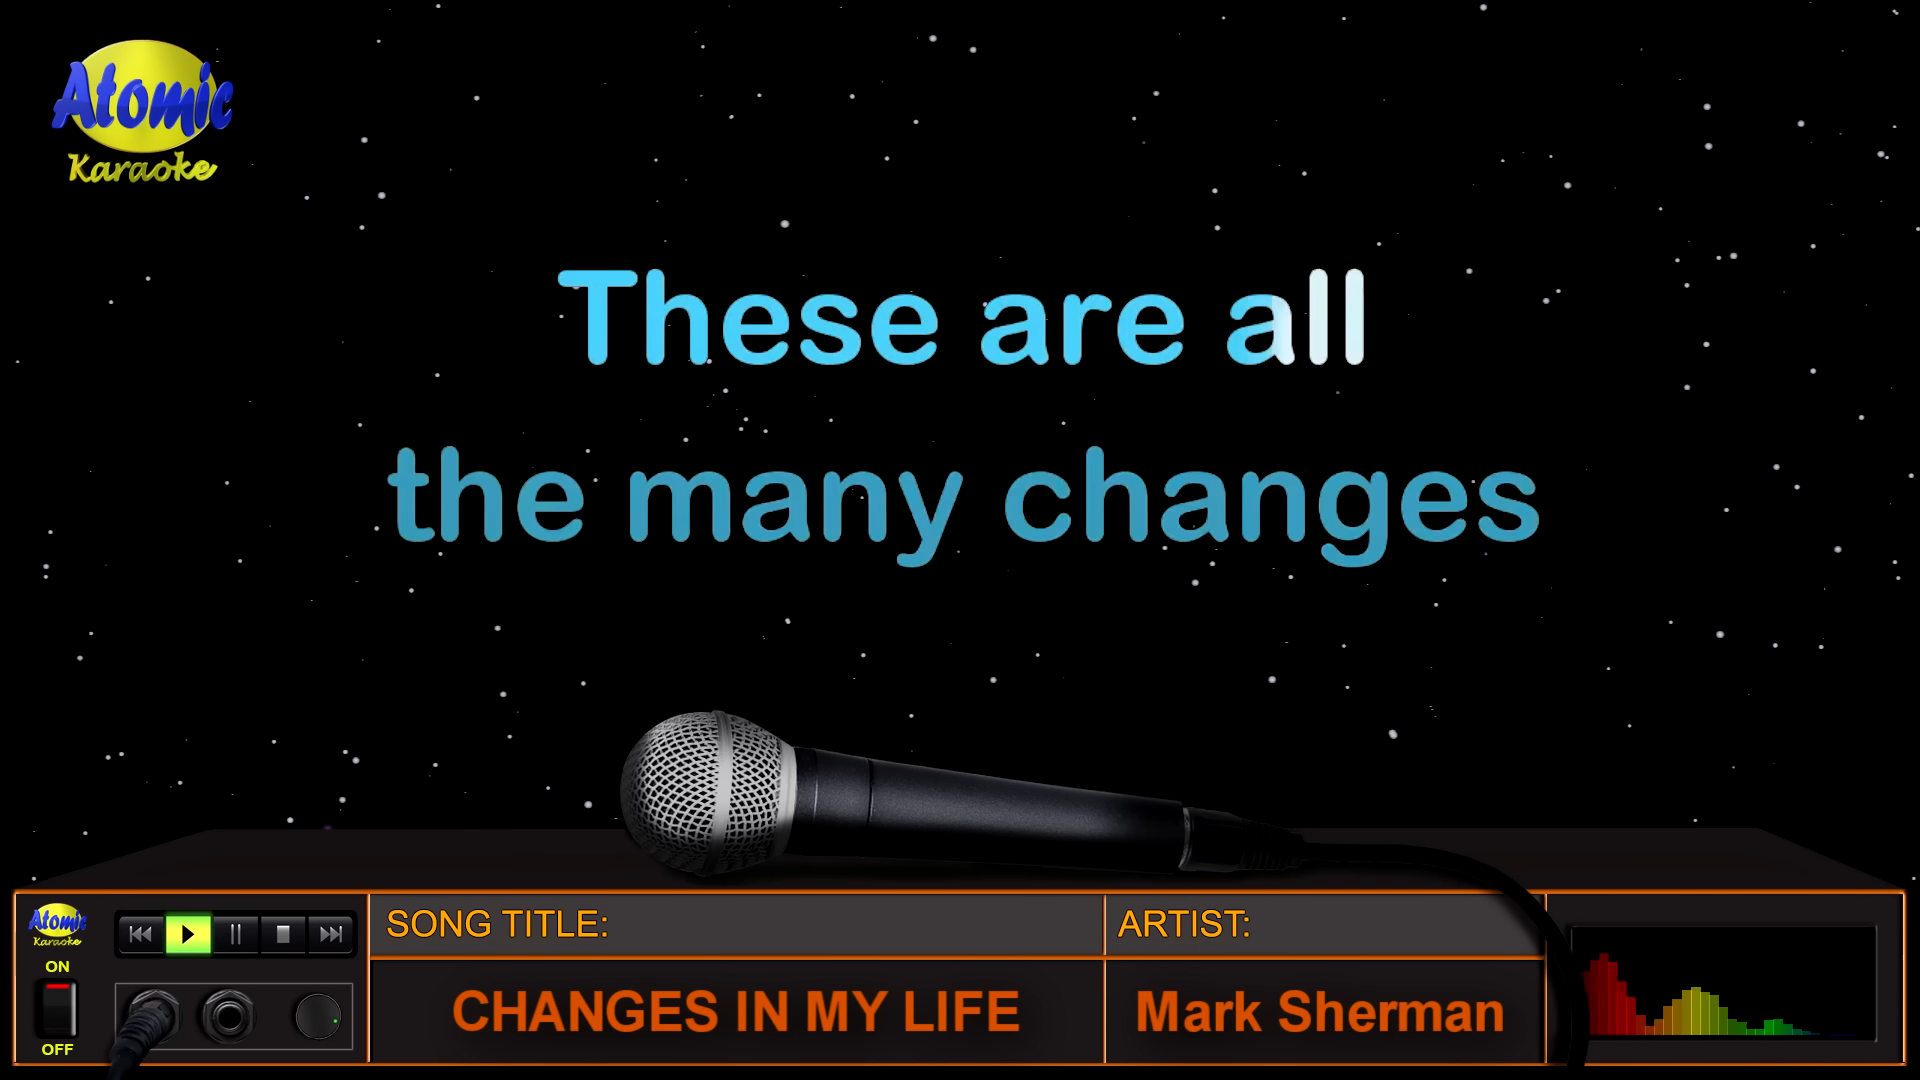 Atomic
Karaoke
These are all
the many changes
Atomic
Karaoke
ON
OFF
SONG TITLE:
ARTIST:
CHANGES IN MY LIFE
Mark Sherman